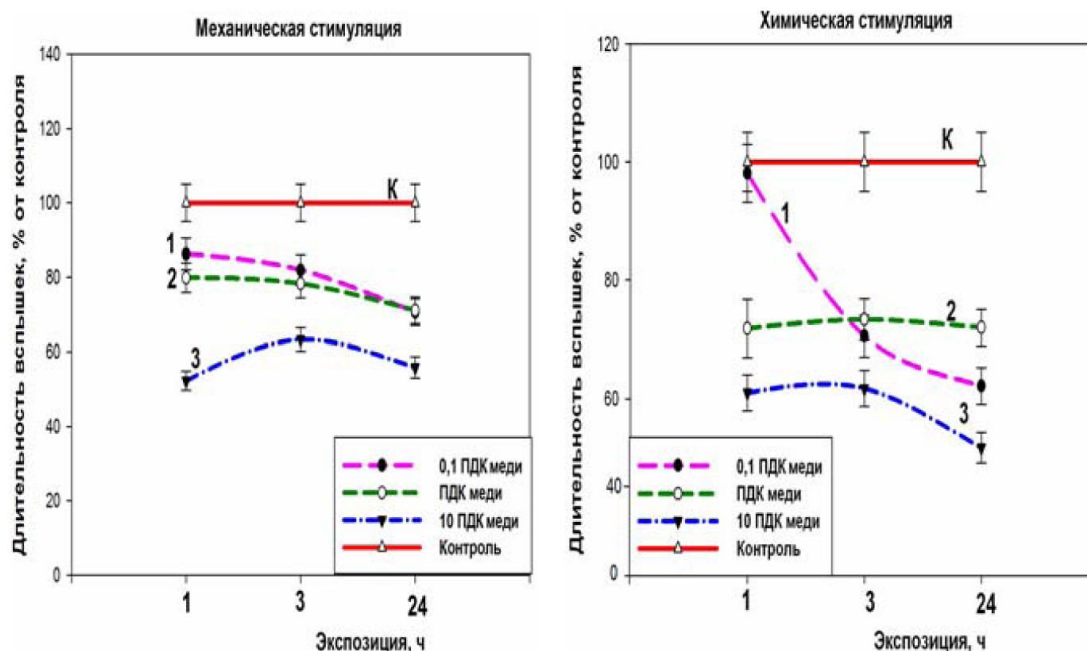 Механическая стимуляция
Длительность вспышек, % от контроля
140
120
100
80
60
40
20
0
К
1
2
3
0,1 ПДК меди
ПДК меди
10 ПДК меди
Контроль
1 3 24
Экспозиция, ч
Химическая стимуляция
Длительность вспышек, % от контроля
120
100
80
60
40
0
К
1
2
3
0,1 ПДК меди
ПДК меди
10 ПДК меди
Контроль
1 3 24
Экспозиция, ч